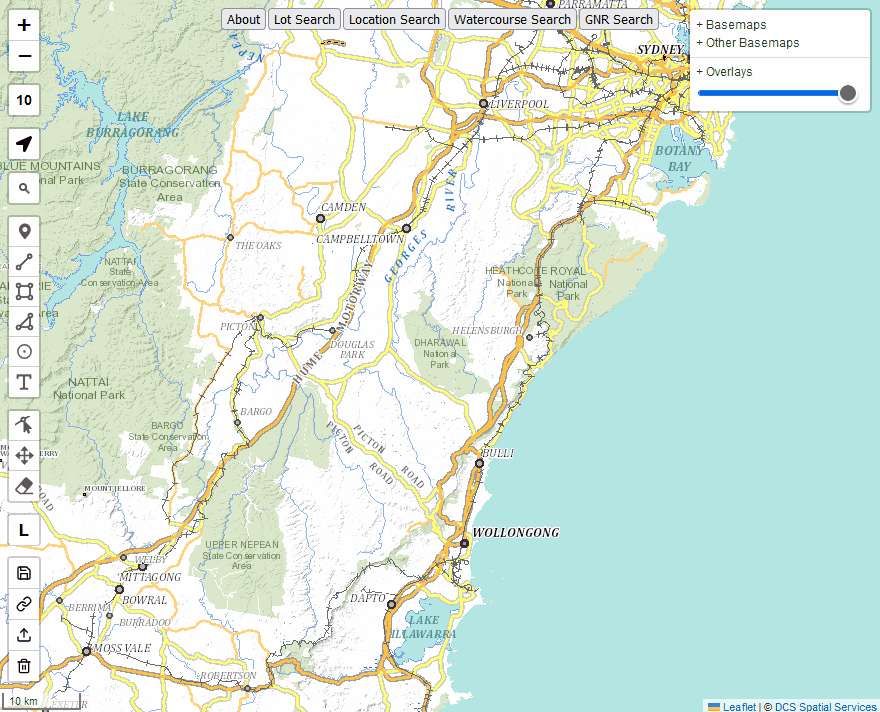 About
Lot Search
Location Search
Watercourse Search
GNR Search
PARRAMATTA
+ Basemaps
+ Other Basemaps
+ Overlays
+
−
10
SYDNEY
LIVERPOOL
LAKE
BURRAGORANG
BOTANY
BAY
BLUE MOUNTAINS
BURRAGORANG
State Conservation
Area
RIVER
GEORGES
CAMDEN
CAMPBELLTOWN
THE OAKS
NATTAI
State
Conservation Area
HEATHCOTE
National
Park
ROYAL
National
Park
MOTORWAY
HUME
PICTON
HELENSBURGH
DOUGLAS
PARK
DHARAWAL
National
Park
NATTAI
National Park
BARGO
BARGO
State Conservation
Area
PICTON
ROAD
PICTON
ROAD
BULLI
MOUNT JELLORE
ROAD
T
L
WOLLONGONG
UPPER NEPEAN
State Conservation
Area
WELBY
MITTAGONG
BOWRAL
BERRIMA
BURRADOO
DAPTO
LAKE
ILLAWARRA
MOSS VALE
ROBERTSON
10 km
EXETER
Leaflet | © DCS Spatial Services